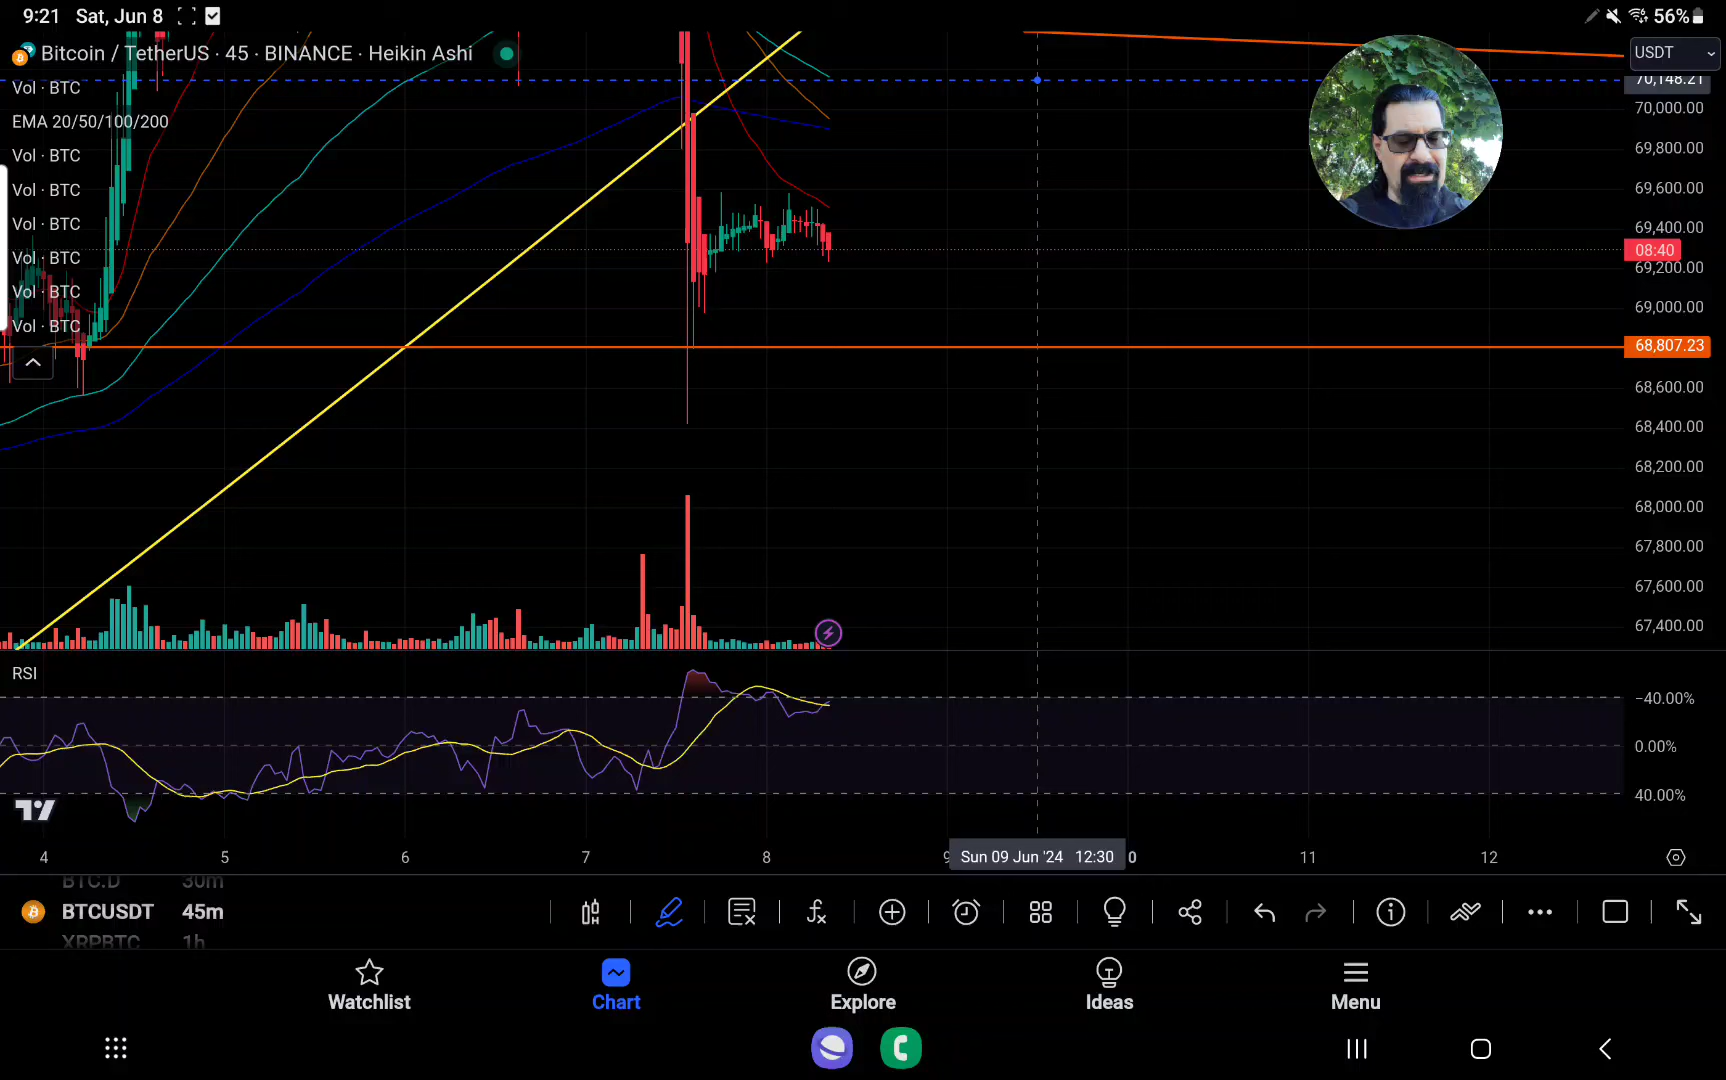 9:21 Sat, Jun 8
56%
Bitcoin / TetherUS · 45 · BINANCE · Heikin Ashi
USDT
Vol · BTC
EMA 20/50/100/200
Vol · BTC
Vol · BTC
Vol · BTC
Vol · BTC
Vol · BTC
Vol · BTC
70,148.21
70,000.00
69,800.00
69,600.00
69,400.00
08:40
69,200.00
69,000.00
68,807.23
68,600.00
68,400.00
68,200.00
68,000.00
67,800.00
67,600.00
67,400.00
RSI
−40.00%
0.00%
40.00%
4 5 6 7 8 9 Sun 09 Jun '24 12:30 0 11 12
BTC.D 30m
BTCUSDT 45m
XRPBTC 1h
Watchlist Chart Explore Ideas Menu